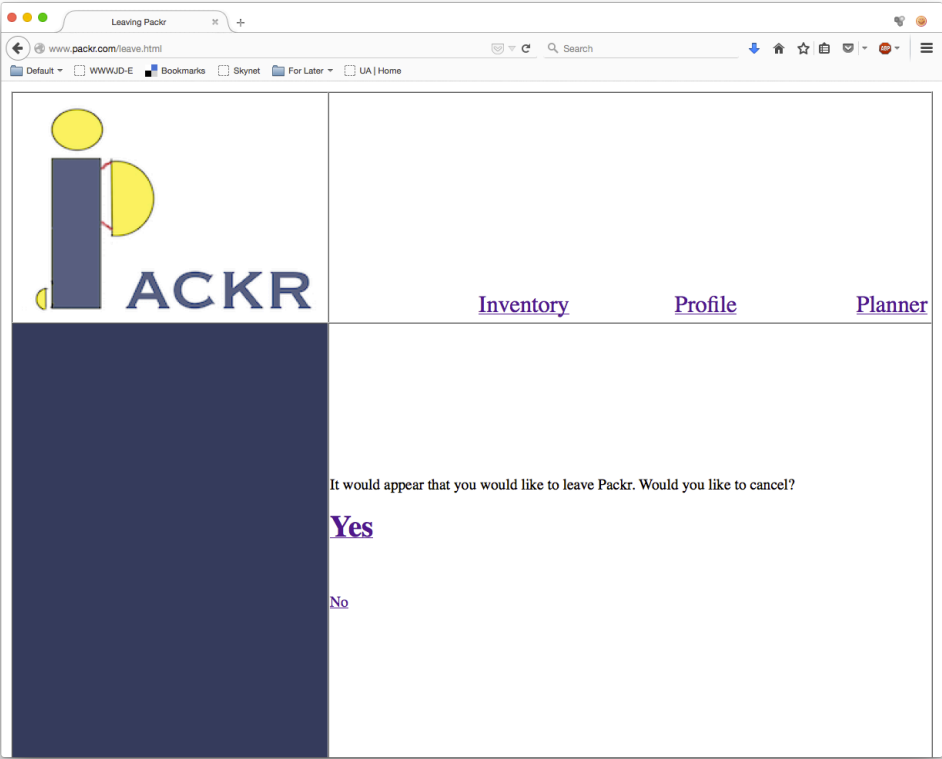 Leaving Packr
www.packr.com/leave.html
Search
Default
WWWJD-E
Bookmarks
Skynet
For Later
UA | Home
PACKR
Inventory Profile Planner
It would appear that you would like to leave Packr. Would you like to cancel?
Yes
No